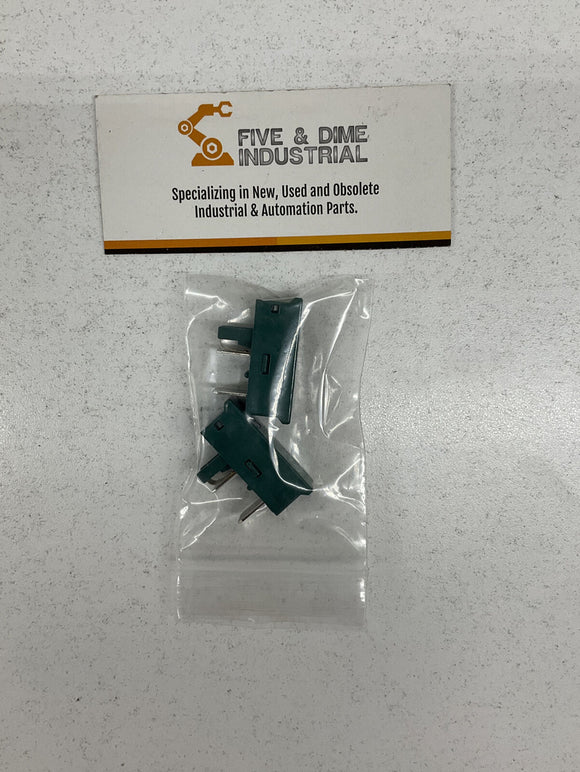 FIVE & DIME
INDUSTRIAL
Specializing in New, Used and Obsolete
Industrial & Automation Parts.